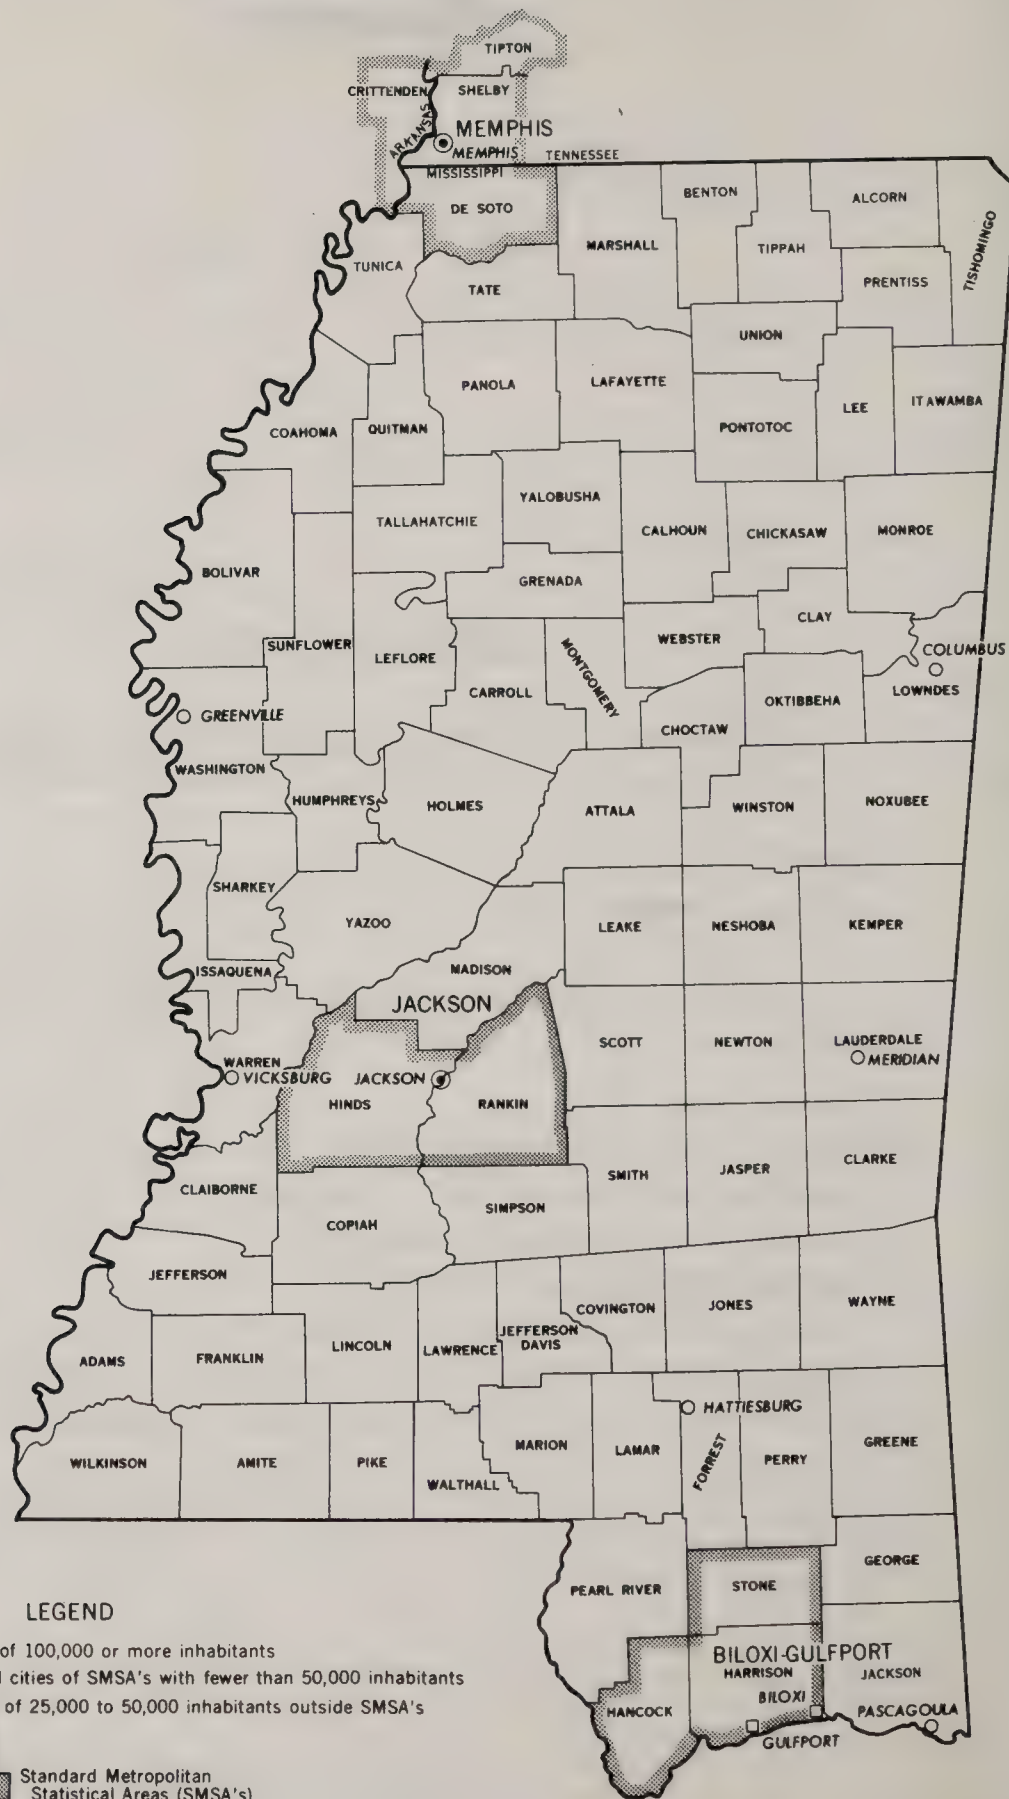 TIPTON
CRITTENDEN
SHELBY
ARKANSAS
MEMPHIS
MEMPHIS
TENNESSEE
MISSISSIPPI
DE SOTO
BENTON
ALCORN
TISHOMINGO
MARSHALL
TIPPAH
TUNICA
PRENTISS
TATE
UNION
PANOLA
LAFAYETTE
LEE
ITAWAMBA
COAHOMA
QUITMAN
PONTOTOC
YALOBUSHA
TALLAHATCHIE
CALHOUN
CHICKASAW
MONROE
BOLIVAR
GRENADA
CLAY
SUNFLOWER
LEFLORE
WEBSTER
COLUMBUS
MONTGOMERY
CARROLL
OKTIBBEHA
LOWNDES
GREENVILLE
CHOCTAW
WASHINGTON
HUMPHREYS
HOLMES
ATTALA
WINSTON
NOXUBEE
SHARKEY
YAZOO
LEAKE
NESHOBA
KEMPER
ISSAQUENA
MADISON
JACKSON
SCOTT
NEWTON
LAUDERDALE
MERIDIAN
WARREN
VICKSBURG
JACKSON
HINDS
RANKIN
SMITH
JASPER
CLARKE
CLAIBORNE
COPIAH
SIMPSON
JEFFERSON
COVINGTON
JONES
WAYNE
JEFFERSON
DAVIS
LINCOLN
LAWRENCE
ADAMS
FRANKLIN
HATTIESBURG
WILKINSON
AMITE
PIKE
WALTHALL
MARION
LAMAR
FORREST
PERRY
GREENE
GEORGE
PEARL RIVER
STONE
BILOXI-GULFPORT
HARRISON
JACKSON
BILOXI
HANCOCK
PASCAGOULA
GULFPORT
LEGEND
of 100,000 or more inhabitants
cities of SMSA's with fewer than 50,000 inhabitants
of 25,000 to 50,000 inhabitants outside SMSA's
Standard Metropolitan
Statistical Areas (SMSA's)